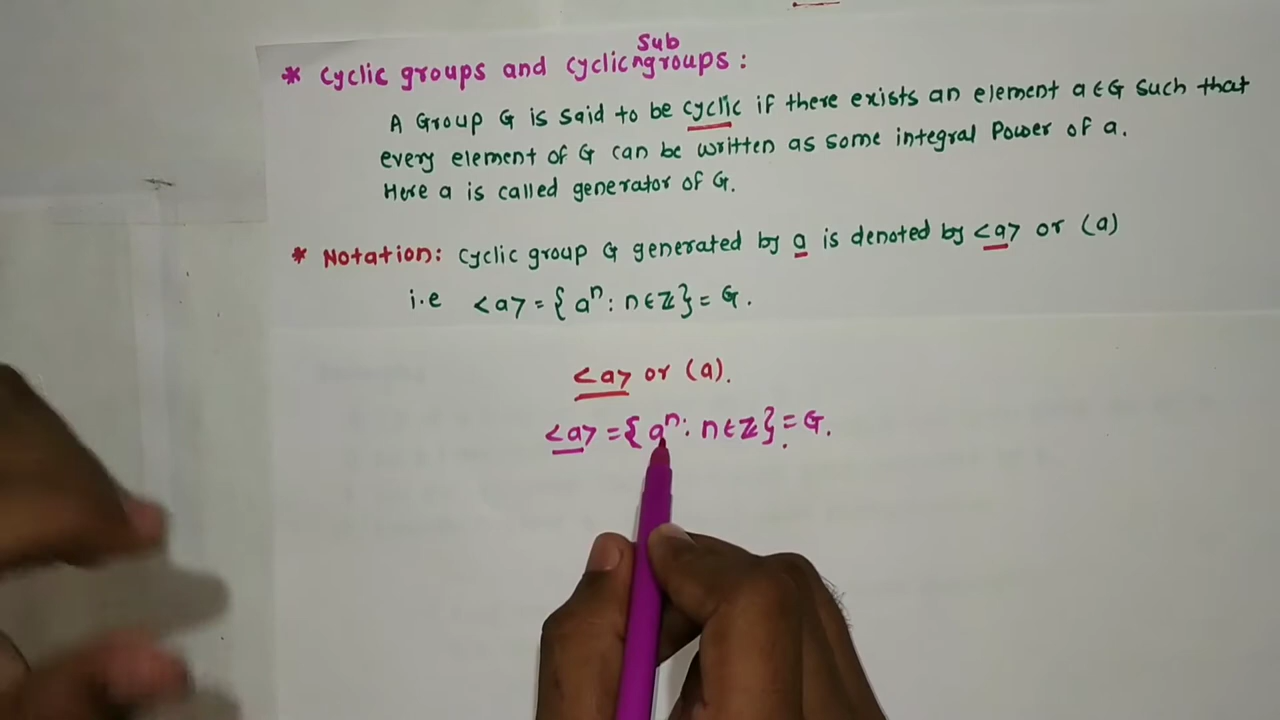 * Cyclic groups and cyclic^subgroups :
A Group G is said to be cyclic if there exists an element a∈G such that
every element of G can be written as some integral Power of a.
Here a is called generator of G.
* Notation: Cyclic group G generated by a is denoted by <a> or (a)
i.e <a> = { aⁿ : n∈ℤ } = G.
<a> or (a).
<a> = { aⁿ : n∈ℤ } = G.